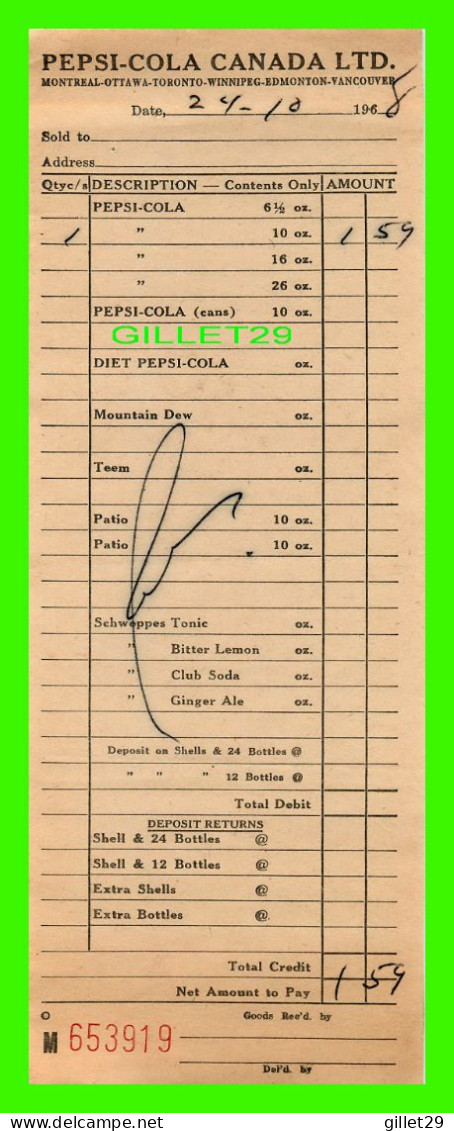 PEPSI-COLA CANADA LTD.
MONTREAL-OTTAWA-TORONTO-WINNIPEG-EDMONTON-VANCOUVER
Date, 24-10 1968
Sold to
Address
Qtyc/s DESCRIPTION — Contents Only AMOUNT
PEPSI-COLA 6½ oz.
1 " 10 oz. 1 59
" 16 oz.
" 26 oz.
PEPSI-COLA (cans) 10 oz.
GILLET29
DIET PEPSI-COLA oz.
Mountain Dew oz.
Teem oz.
Patio 10 oz.
Patio 10 oz.
Schweppes Tonic oz.
" Bitter Lemon oz.
" Club Soda oz.
" Ginger Ale oz.
Deposit on Shells & 24 Bottles @
" " " 12 Bottles @
Total Debit
DEPOSIT RETURNS
Shell & 24 Bottles @
Shell & 12 Bottles @
Extra Shells @
Extra Bottles @
Total Credit
Net Amount to Pay 1 59
Goods Rec'd. by
M 653919
Del'd. by
www.delcampe.net gillet29